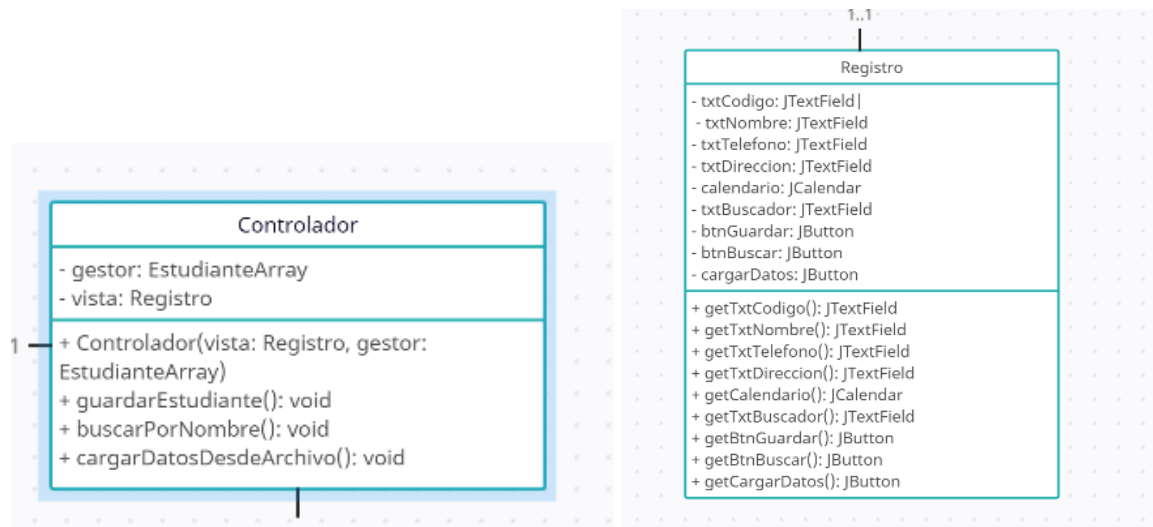 Controlador
- gestor: EstudianteArray
- vista: Registro
1
+ Controlador(vista: Registro, gestor:
EstudianteArray)
+ guardarEstudiante(): void
+ buscarPorNombre(): void
+ cargarDatosDesdeArchivo(): void
1..1
Registro
- txtCodigo: JTextField|
- txtNombre: JTextField
- txtTelefono: JTextField
- txtDireccion: JTextField
- calendario: JCalendar
- txtBuscador: JTextField
- btnGuardar: JButton
- btnBuscar: JButton
- cargarDatos: JButton
+ getTxtCodigo(): JTextField
+ getTxtNombre(): JTextField
+ getTxtTelefono(): JTextField
+ getTxtDireccion(): JTextField
+ getCalendario(): JCalendar
+ getTxtBuscador(): JTextField
+ getBtnGuardar(): JButton
+ getBtnBuscar(): JButton
+ getCargarDatos(): JButton